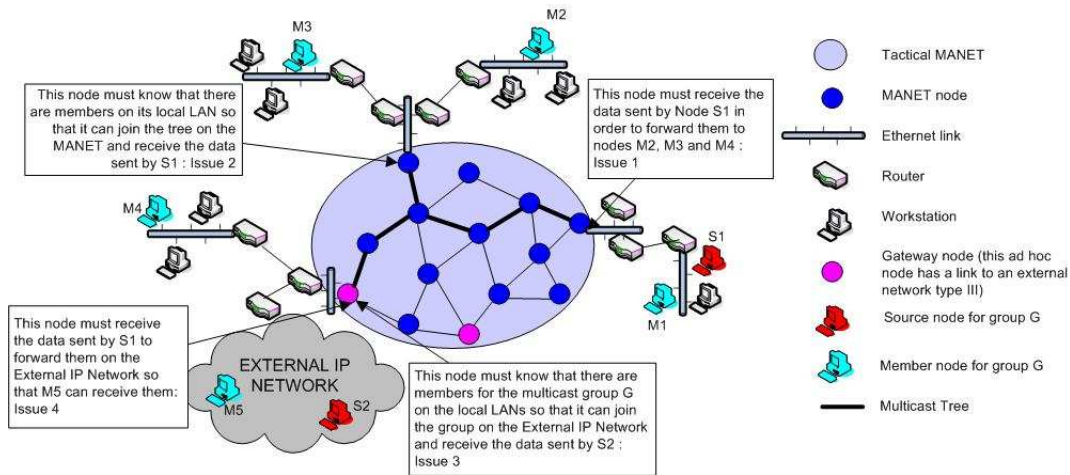 M3
M2
This node must know that there
are members on its local LAN so
that it can join the tree on the
MANET and receive the data
sent by S1 : Issue 2
This node must receive the
data sent by Node S1 in
order to forward them to
nodes M2, M3 and M4 :
Issue 1
M4
S1
M1
This node must receive
the data sent by S1 to
forward them on the
External IP Network so
that M5 can receive them:
Issue 4
EXTERNAL IP
NETWORK
M5
S2
This node must know that there are
members for the multicast group G
on the local LANs so that it can join
the group on the External IP Network
and receive the data sent by S2 :
Issue 3
Tactical MANET
MANET node
Ethernet link
Router
Workstation
Gateway node (this ad hoc
node has a link to an external
network type III)
Source node for group G
Member node for group G
Multicast Tree